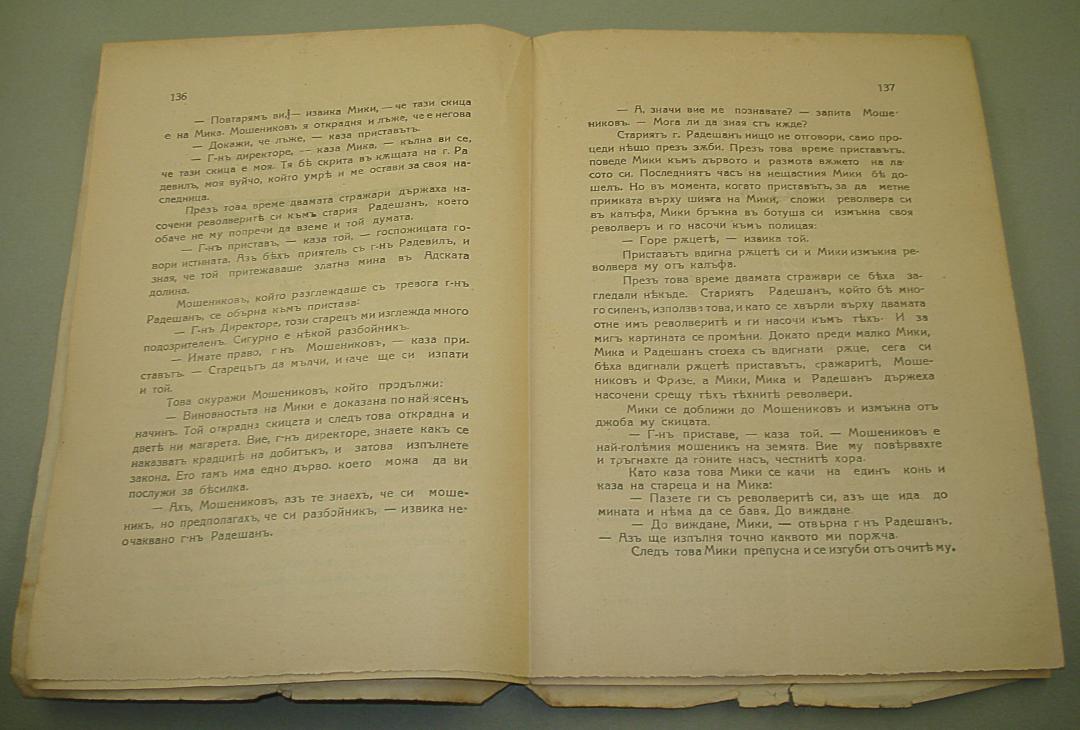 136
— Повтарямъ ви,— извика Мики, — че тази скица
е на Мика. Мошениковъ я открадня и лъже, че е негова
— Докажи, че лъже, — каза приставътъ.
— Г-нъ директоре, — каза Мика, — кълна ви се,
че тази скица е моя. Тя бѣ скрита въ кѫщата на г. Ра
девилъ, моя вуйчо, който умрѣ и ме остави за своя на-
следница.
Презъ това време двамата стражари държаха на-
сочени револверитѣ си къмъ стария Радешанъ, което
обаче не му попречи да вземе и той думата.
— Г-нъ приставъ, — каза той, — госпожицата го-
вори истината. Азъ бѣхъ приятель съ г-нъ Радевилъ, и
зная, че той притежаваше златна мина въ Адската
долина.
Мошениковъ, който разглеждаше съ тревога г-нъ
Радешанъ, се обърна къмъ пристава:
— Г-нъ Директоре, този старецъ ми изглежда много
подозрителенъ. Сигурно е нѣкой разбойникъ.
— Имате право, г нъ Мошениковъ, — каза при-
ставътъ. — Старецътъ да мълчи, иначе ще си изпати
и той.
Това окуражи Мошениковъ, който продължи:
— Виновностьта на Мики е доказана по най ясенъ
начинъ. Той открадна скицата и следъ това открадна и
дветѣ ни магарета. Вие, г-нъ директоре, знаете какъ се
наказватъ крадцитѣ на добитъкъ, и затова изпълнете
закона. Ето тамъ има едно дърво. което можа да ви
послужи за бѣсилка.
— Ахъ, Мошениковъ, азъ те знаехъ, че си моше-
никъ, но предполагахъ, че си разбойникъ, — извика не-
очаквано г-нъ Радешанъ.
137
— А, значи вие ме познавате? — запита Моше-
никовъ. — Мога ли да зная отъ кѫде?
Стариятъ г. Радешанъ нищо не отговори, само про-
цеди нѣщо презъ зѫби. Презъ това време приставътъ,
поведе Мики къмъ дървото и размота вѫжето на ла-
сото си. Последниятъ часъ на нещастния Мики бѣ до-
шелъ. Но въ момента, когато приставътъ, за да метне
примката върху шията на Мики, сложи револвера си
въ калъфа, Мики бръкна въ ботуша си измъкна своя
револверъ и го насочи къмъ полицая:
— Горе рѫцетѣ, — извика той.
Приставътъ вдигна рѫцетѣ си и Мики измъкна ре-
волвера му отъ калъфа.
Презъ това време двамата стражари се бѣха за-
гледали нѣкъде. Стариятъ Радешанъ, който бѣ мно-
го силенъ, използва това, и като се хвърли върху двамата
отне имъ револверитѣ и ги насочи къмъ тѣхъ. И за
мигъ картината се промѣни. Докато преди малко Мики,
Мика и Радешанъ стоеха съ вдигнати рѫце, сега си
бѣха вдигнали рѫцетѣ приставътъ, сражаритѣ, Моше-
никовъ и Фризе, а Мики, Мика и Радешанъ държеха
насочени срещу тѣхъ тѣхнитѣ револвери.
Мики се доближи до Мошениковъ и измъкна отъ
джоба му скицата.
— Г-нъ приставе, — каза той. — Мошениковъ е
най-големия мошеникъ на земята. Вие му повѣрвахте
и тръгнахте да гоните насъ, честнитѣ хора.
Като каза това Мики се качи на единъ конь и
каза на стареца и на Мика:
— Пазете ги съ револверитѣ си, азъ ще ида до
мината и нѣма да се бавя. До виждане
— До виждане, Мики, — отвърна г нъ Радешанъ.
— Азъ ще изпълня точно каквото ми порѫча.
Следъ това Мики препусна и се изгуби отъ очитѣ му.